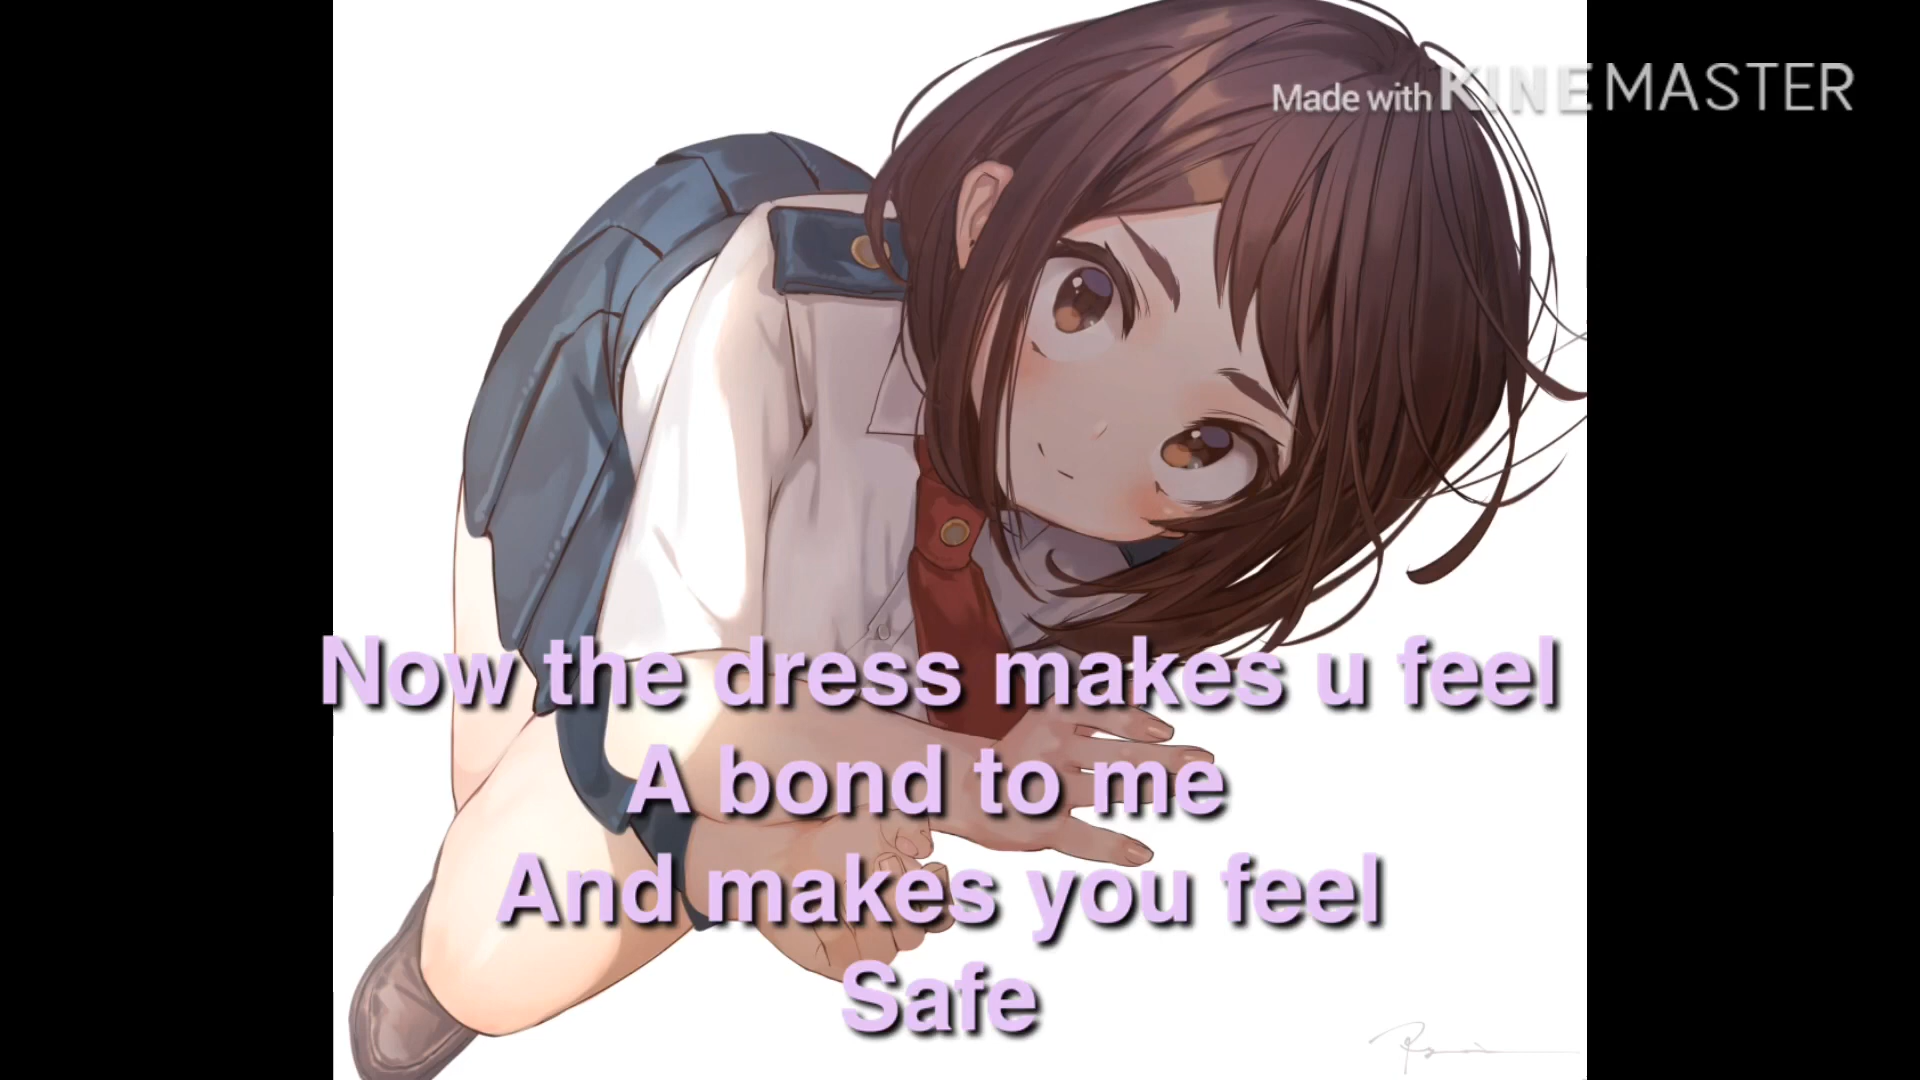 Made with KINEMASTER
Now the dress makes u feel
A bond to me
And makes you feel
Safe